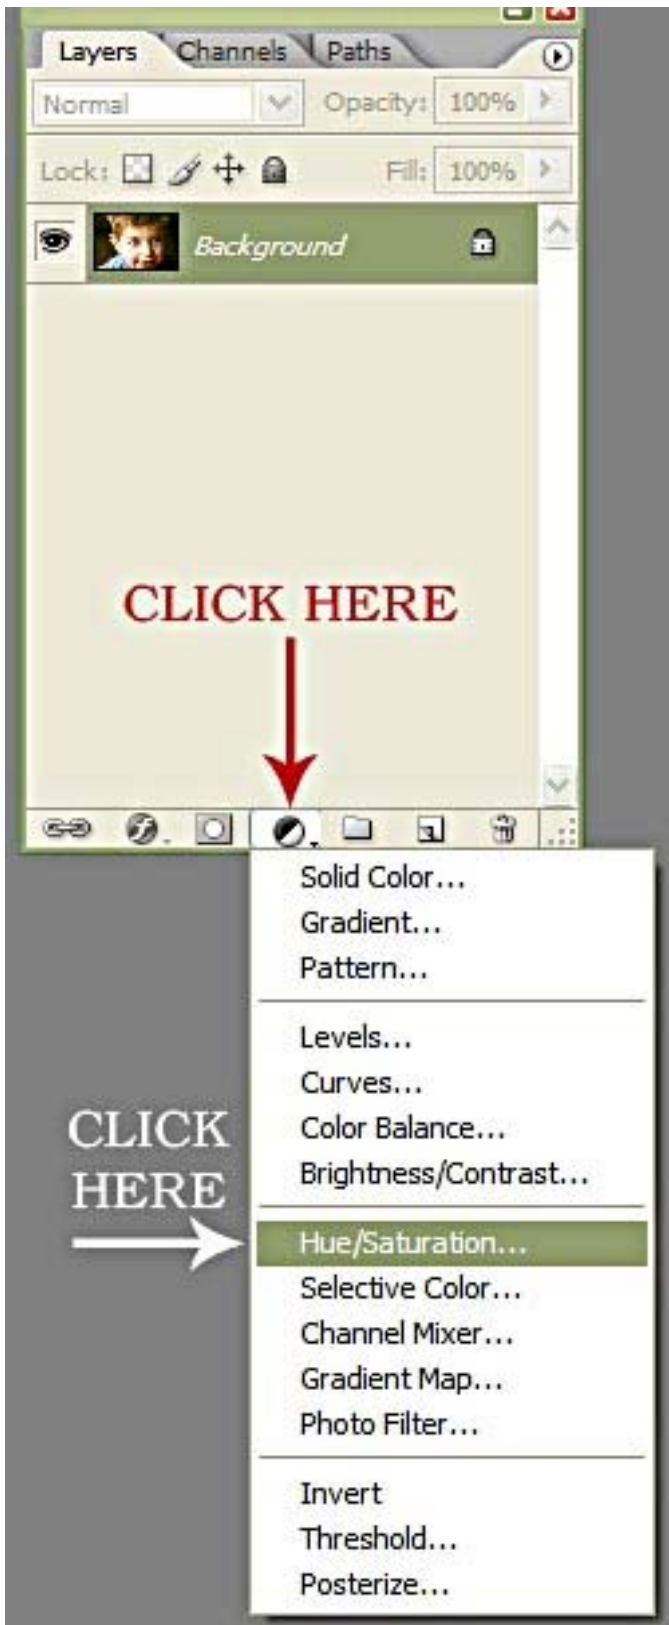 Layers Channels Paths
Normal Opacity: 100%
Lock: Fill: 100%
Background
CLICK HERE
Solid Color...
Gradient...
Pattern...
Levels...
Curves...
Color Balance...
Brightness/Contrast...
CLICK
HERE
Hue/Saturation...
Selective Color...
Channel Mixer...
Gradient Map...
Photo Filter...
Invert
Threshold...
Posterize...